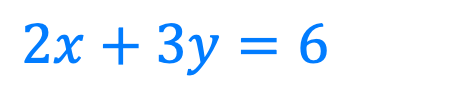 2x + 3y = 6